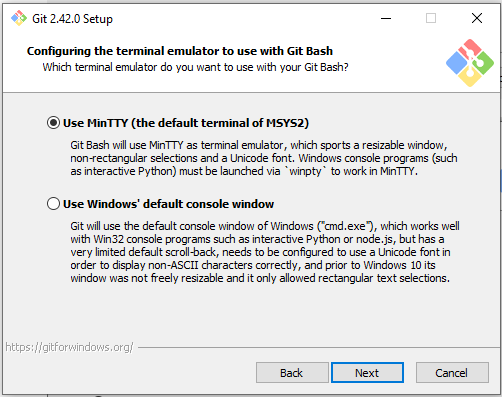 Git 2.42.0 Setup
Configuring the terminal emulator to use with Git Bash
Which terminal emulator do you want to use with your Git Bash?
Use MinTTY (the default terminal of MSYS2)
Git Bash will use MinTTY as terminal emulator, which sports a resizable window,
non-rectangular selections and a Unicode font. Windows console programs (such
as interactive Python) must be launched via `winpty` to work in MinTTY.
Use Windows' default console window
Git will use the default console window of Windows ("cmd.exe"), which works well
with Win32 console programs such as interactive Python or node.js, but has a
very limited default scroll-back, needs to be configured to use a Unicode font in
order to display non-ASCII characters correctly, and prior to Windows 10 its
window was not freely resizable and it only allowed rectangular text selections.
https://gitforwindows.org/
Back
Next
Cancel